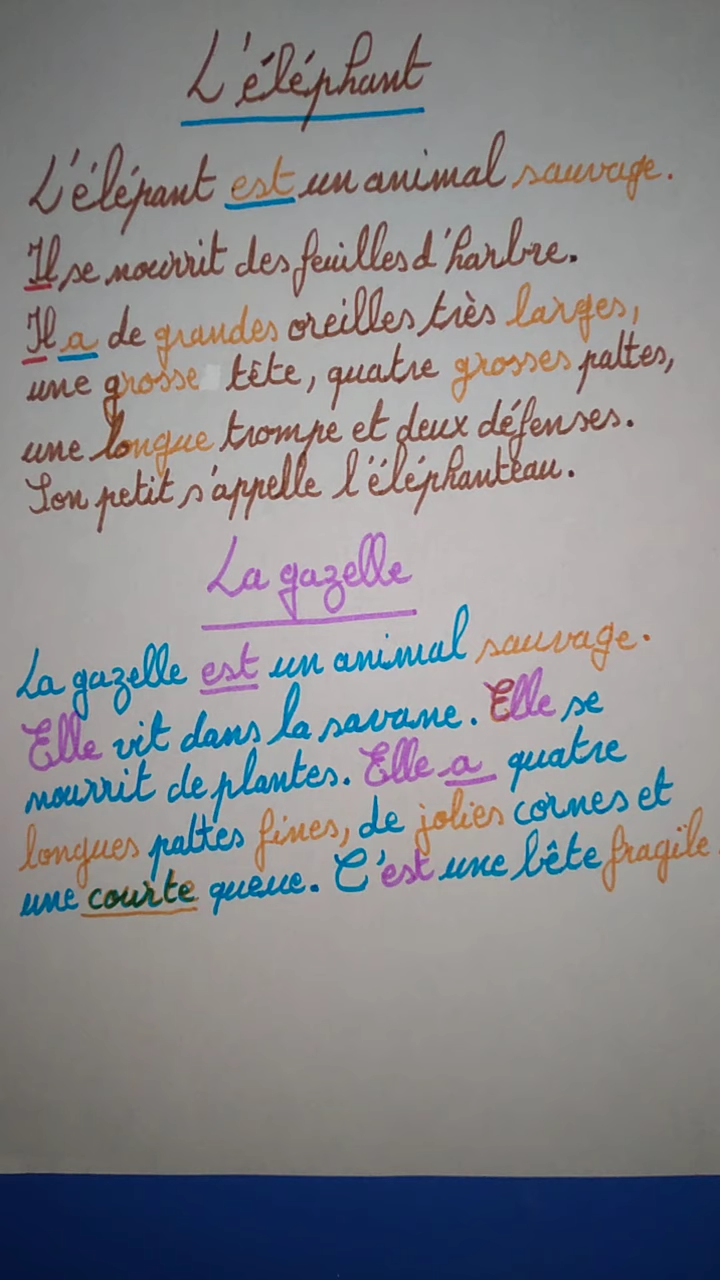 L'éléphant
L'élépant est un animal sauvage.
Il se nourrit des feuilles d'harbre.
Il a de grandes oreilles très larges,
une grosse tête, quatre grosses pattes,
une longue trompe et deux défenses.
Son petit s'appelle l'éléphanteau.
La gazelle
La gazelle est un animal sauvage.
Elle vit dans la savane. Elle se
nourrit de plantes. Elle a quatre
longues pattes fines, de jolies cornes et
une courte queue. C'est une bête fragile.